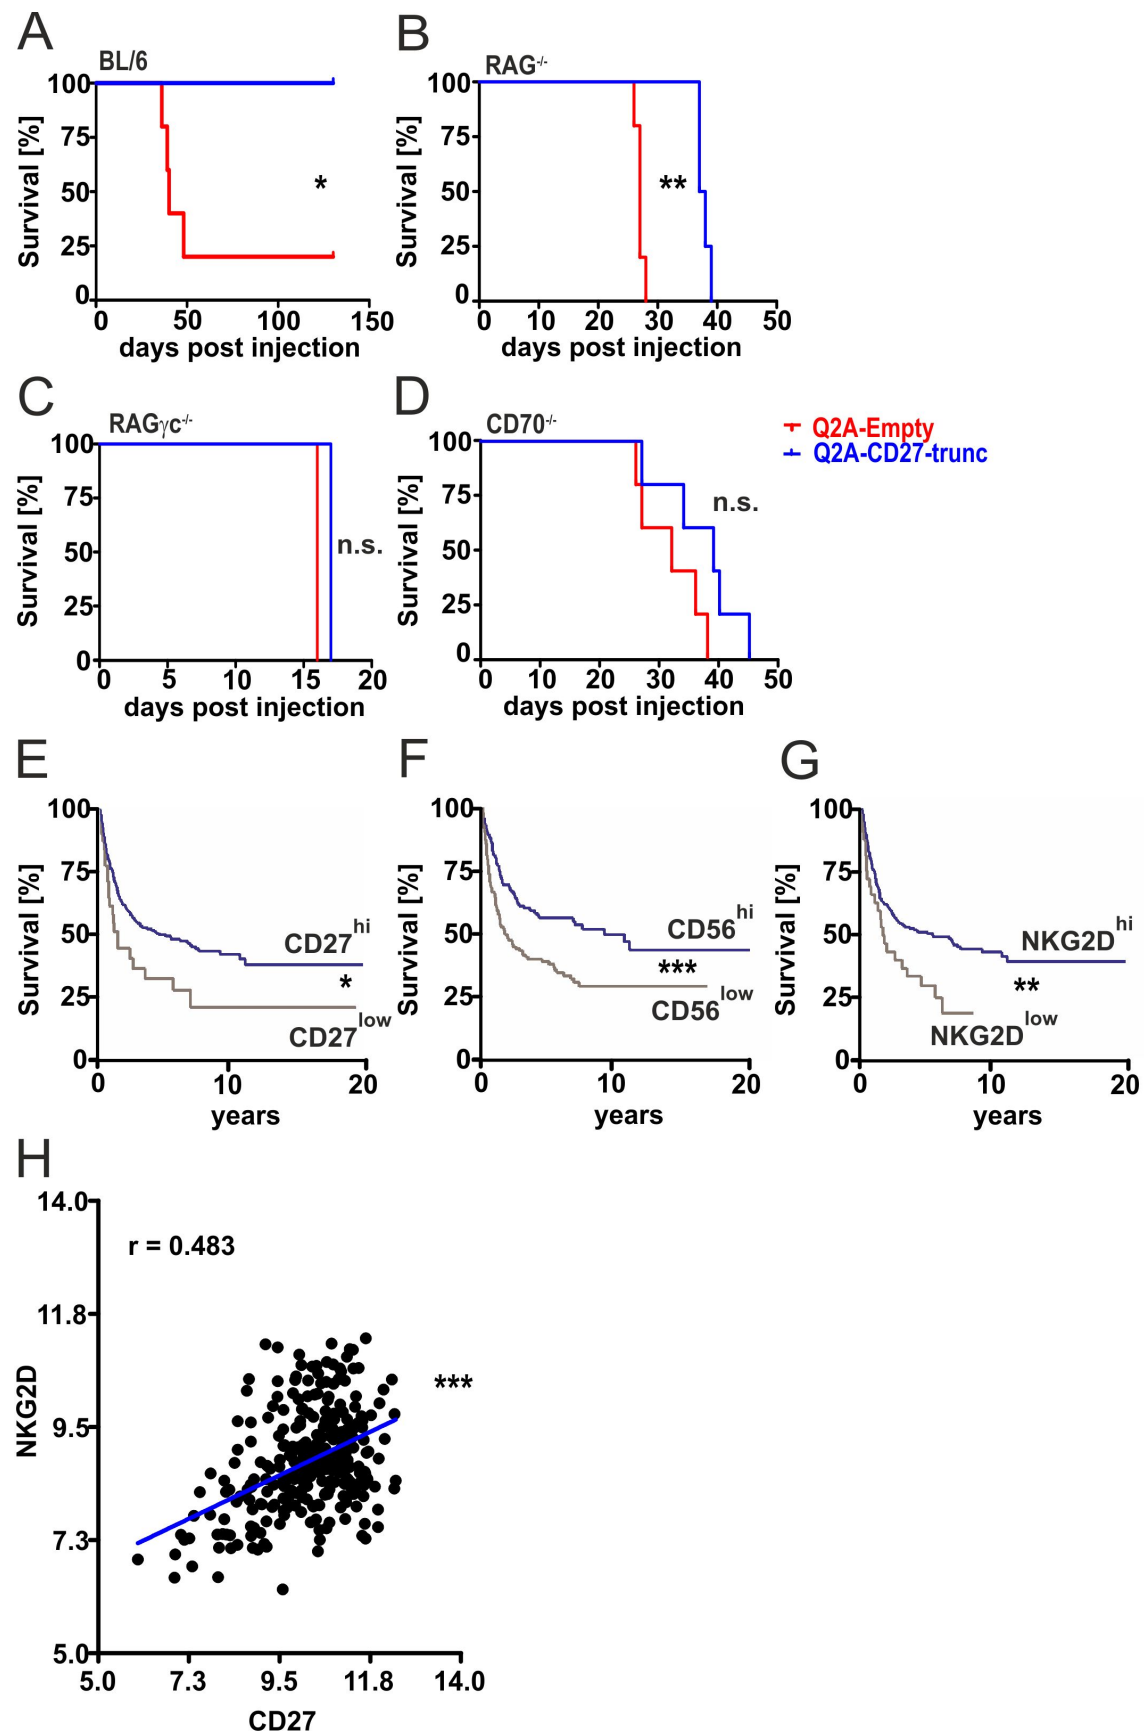 A
BL/6
100
75
50
25
0
Survival [%]
*
0 50 100 150
days post injection
B
RAG-/-
100
75
50
25
0
Survival [%]
**
0 10 20 30 40 50
days post injection
C
RAGγc-/-
100
75
50
25
0
Survival [%]
n.s.
0 5 10 15 20
days post injection
D
CD70-/-
100
75
50
25
0
Survival [%]
n.s.
0 10 20 30 40 50
days post injection
Q2A-Empty
Q2A-CD27-trunc
E
100
75
50
25
0
Survival [%]
CD27hi
*
CD27low
0 10 20
years
F
100
75
50
25
0
Survival [%]
CD56hi
***
CD56low
0 10 20
years
G
100
75
50
25
0
Survival [%]
NKG2Dhi
**
NKG2Dlow
0 10 20
years
H
14.0
11.8
9.5
7.3
5.0
NKG2D
r = 0.483
***
5.0 7.3 9.5 11.8 14.0
CD27